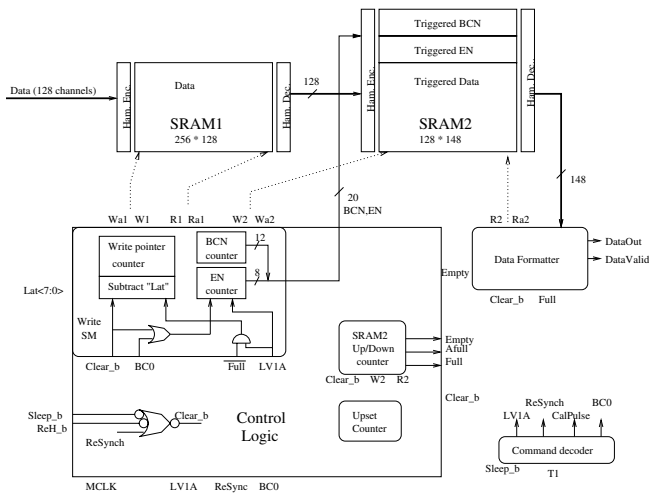 Triggered BCN
Triggered EN
Triggered Data
Data (128 channels)
Ham. Enc.
Data
SRAM1
256 * 128
Ham. Dec..
128
Ham. Enc..
SRAM2
128 * 148
Ham. Dec..
148
20
BCN,EN
Wa1 W1 R1 Ra1 W2 Wa2
R2 Ra2
Write pointer
counter
Subtract "Lat"
BCN
counter
12
EN
counter
8
Lat<7:0>
Write
SM
Clear_b BC0 Full LV1A
Data Formatter
DataOut
DataValid
Empty
Clear_b Full
SRAM2
Up/Down
counter
Empty
Afull
Full
Clear_b W2 R2
Clear_b
Sleep_b
ReH_b
ReSynch
Clear_b
Control
Logic
Upset
Counter
MCLK LV1A ReSync BC0
LV1A ReSynch CalPulse BC0
Command decoder
Sleep_b T1